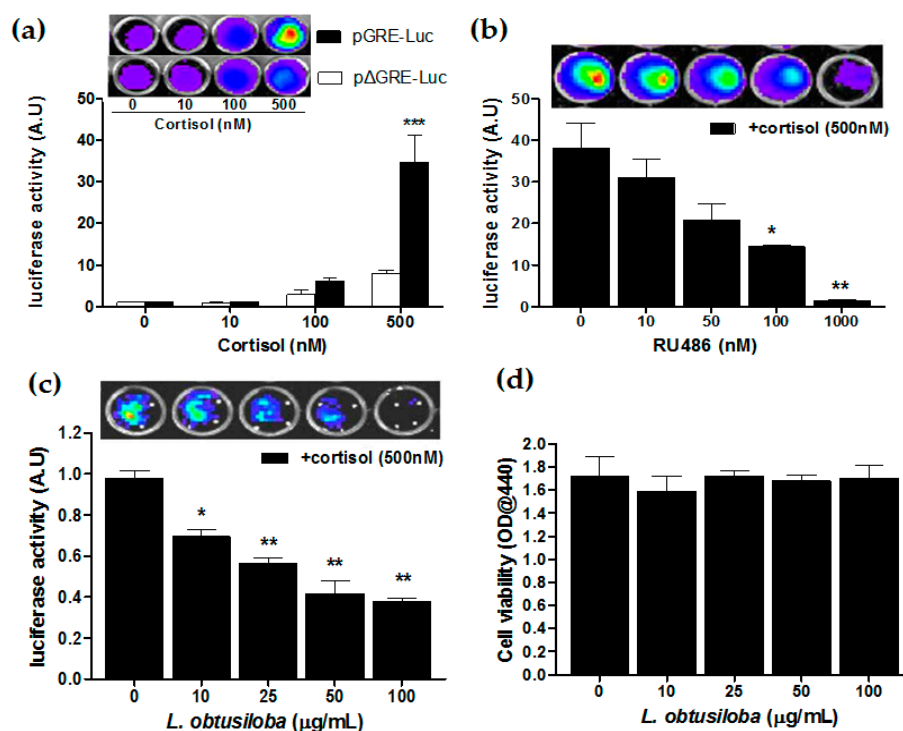 (a)
pGRE-Luc
pΔGRE-Luc
0 10 100 500
Cortisol (nM)
luciferase activity (A.U)
50
40
30
20
10
0
***
0 10 100 500
Cortisol (nM)
(b)
+cortisol (500nM)
luciferase activity (A.U)
50
40
30
20
10
0
*
**
0 10 50 100 1000
RU486 (nM)
(c)
+cortisol (500nM)
luciferase activity (A.U)
1.2
1.0
0.8
0.6
0.4
0.2
0.0
*
**
**
**
0 10 25 50 100
L. obtusiloba (μg/mL)
(d)
Cell viability (OD@440)
2.0
1.8
1.6
1.4
1.2
1.0
0.8
0.6
0.4
0.2
0.0
0 10 25 50 100
L. obtusiloba (μg/mL)